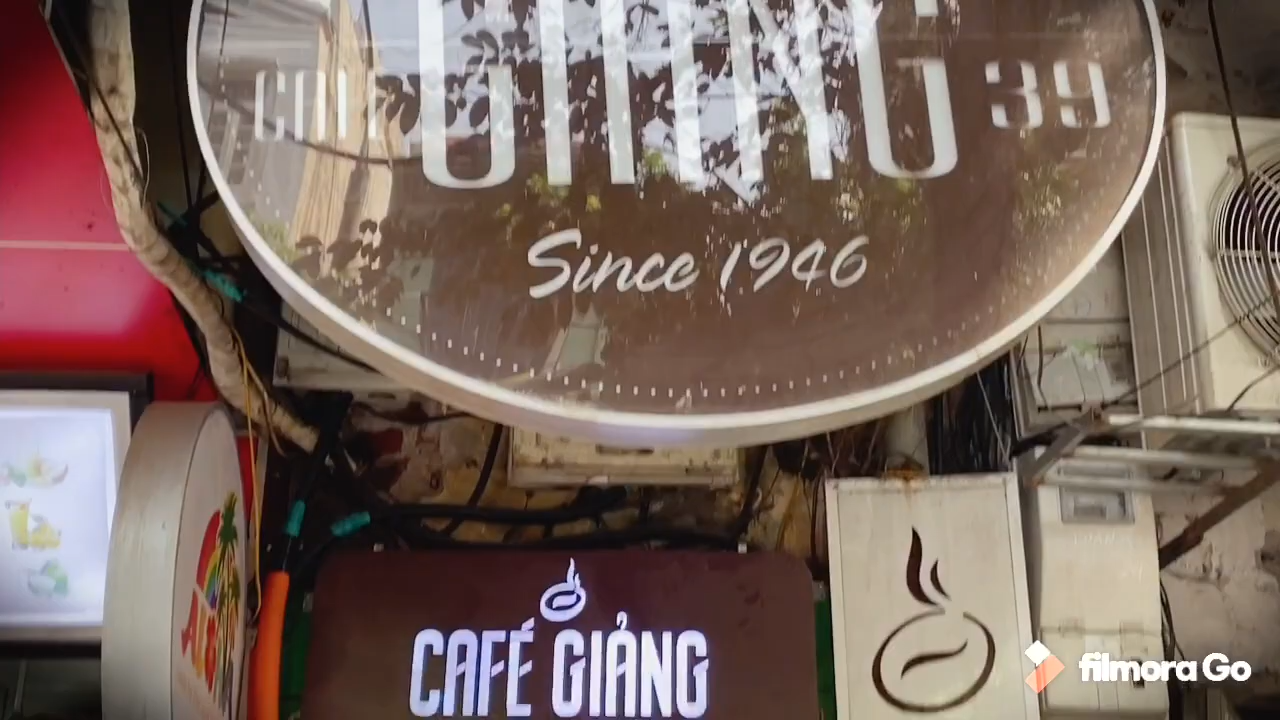 GIẢNG
39
Since 1946
CAFÉ GIẢNG
filmora Go